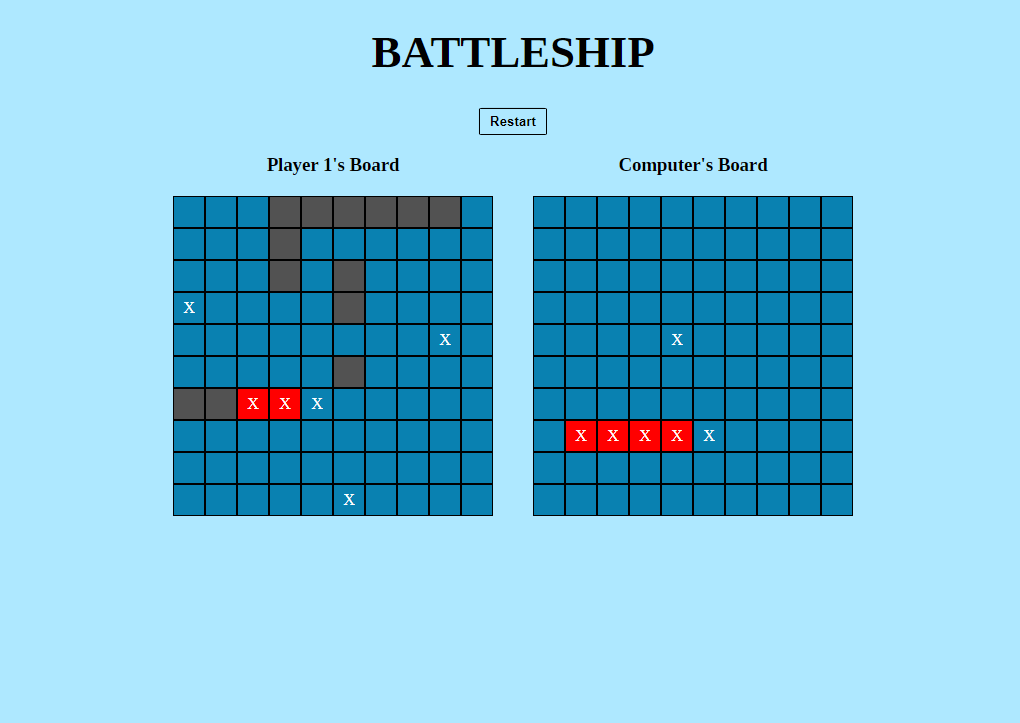 BATTLESHIP
Restart
Player 1's Board
Computer's Board
X
X
X
X X X
X X X X X
X